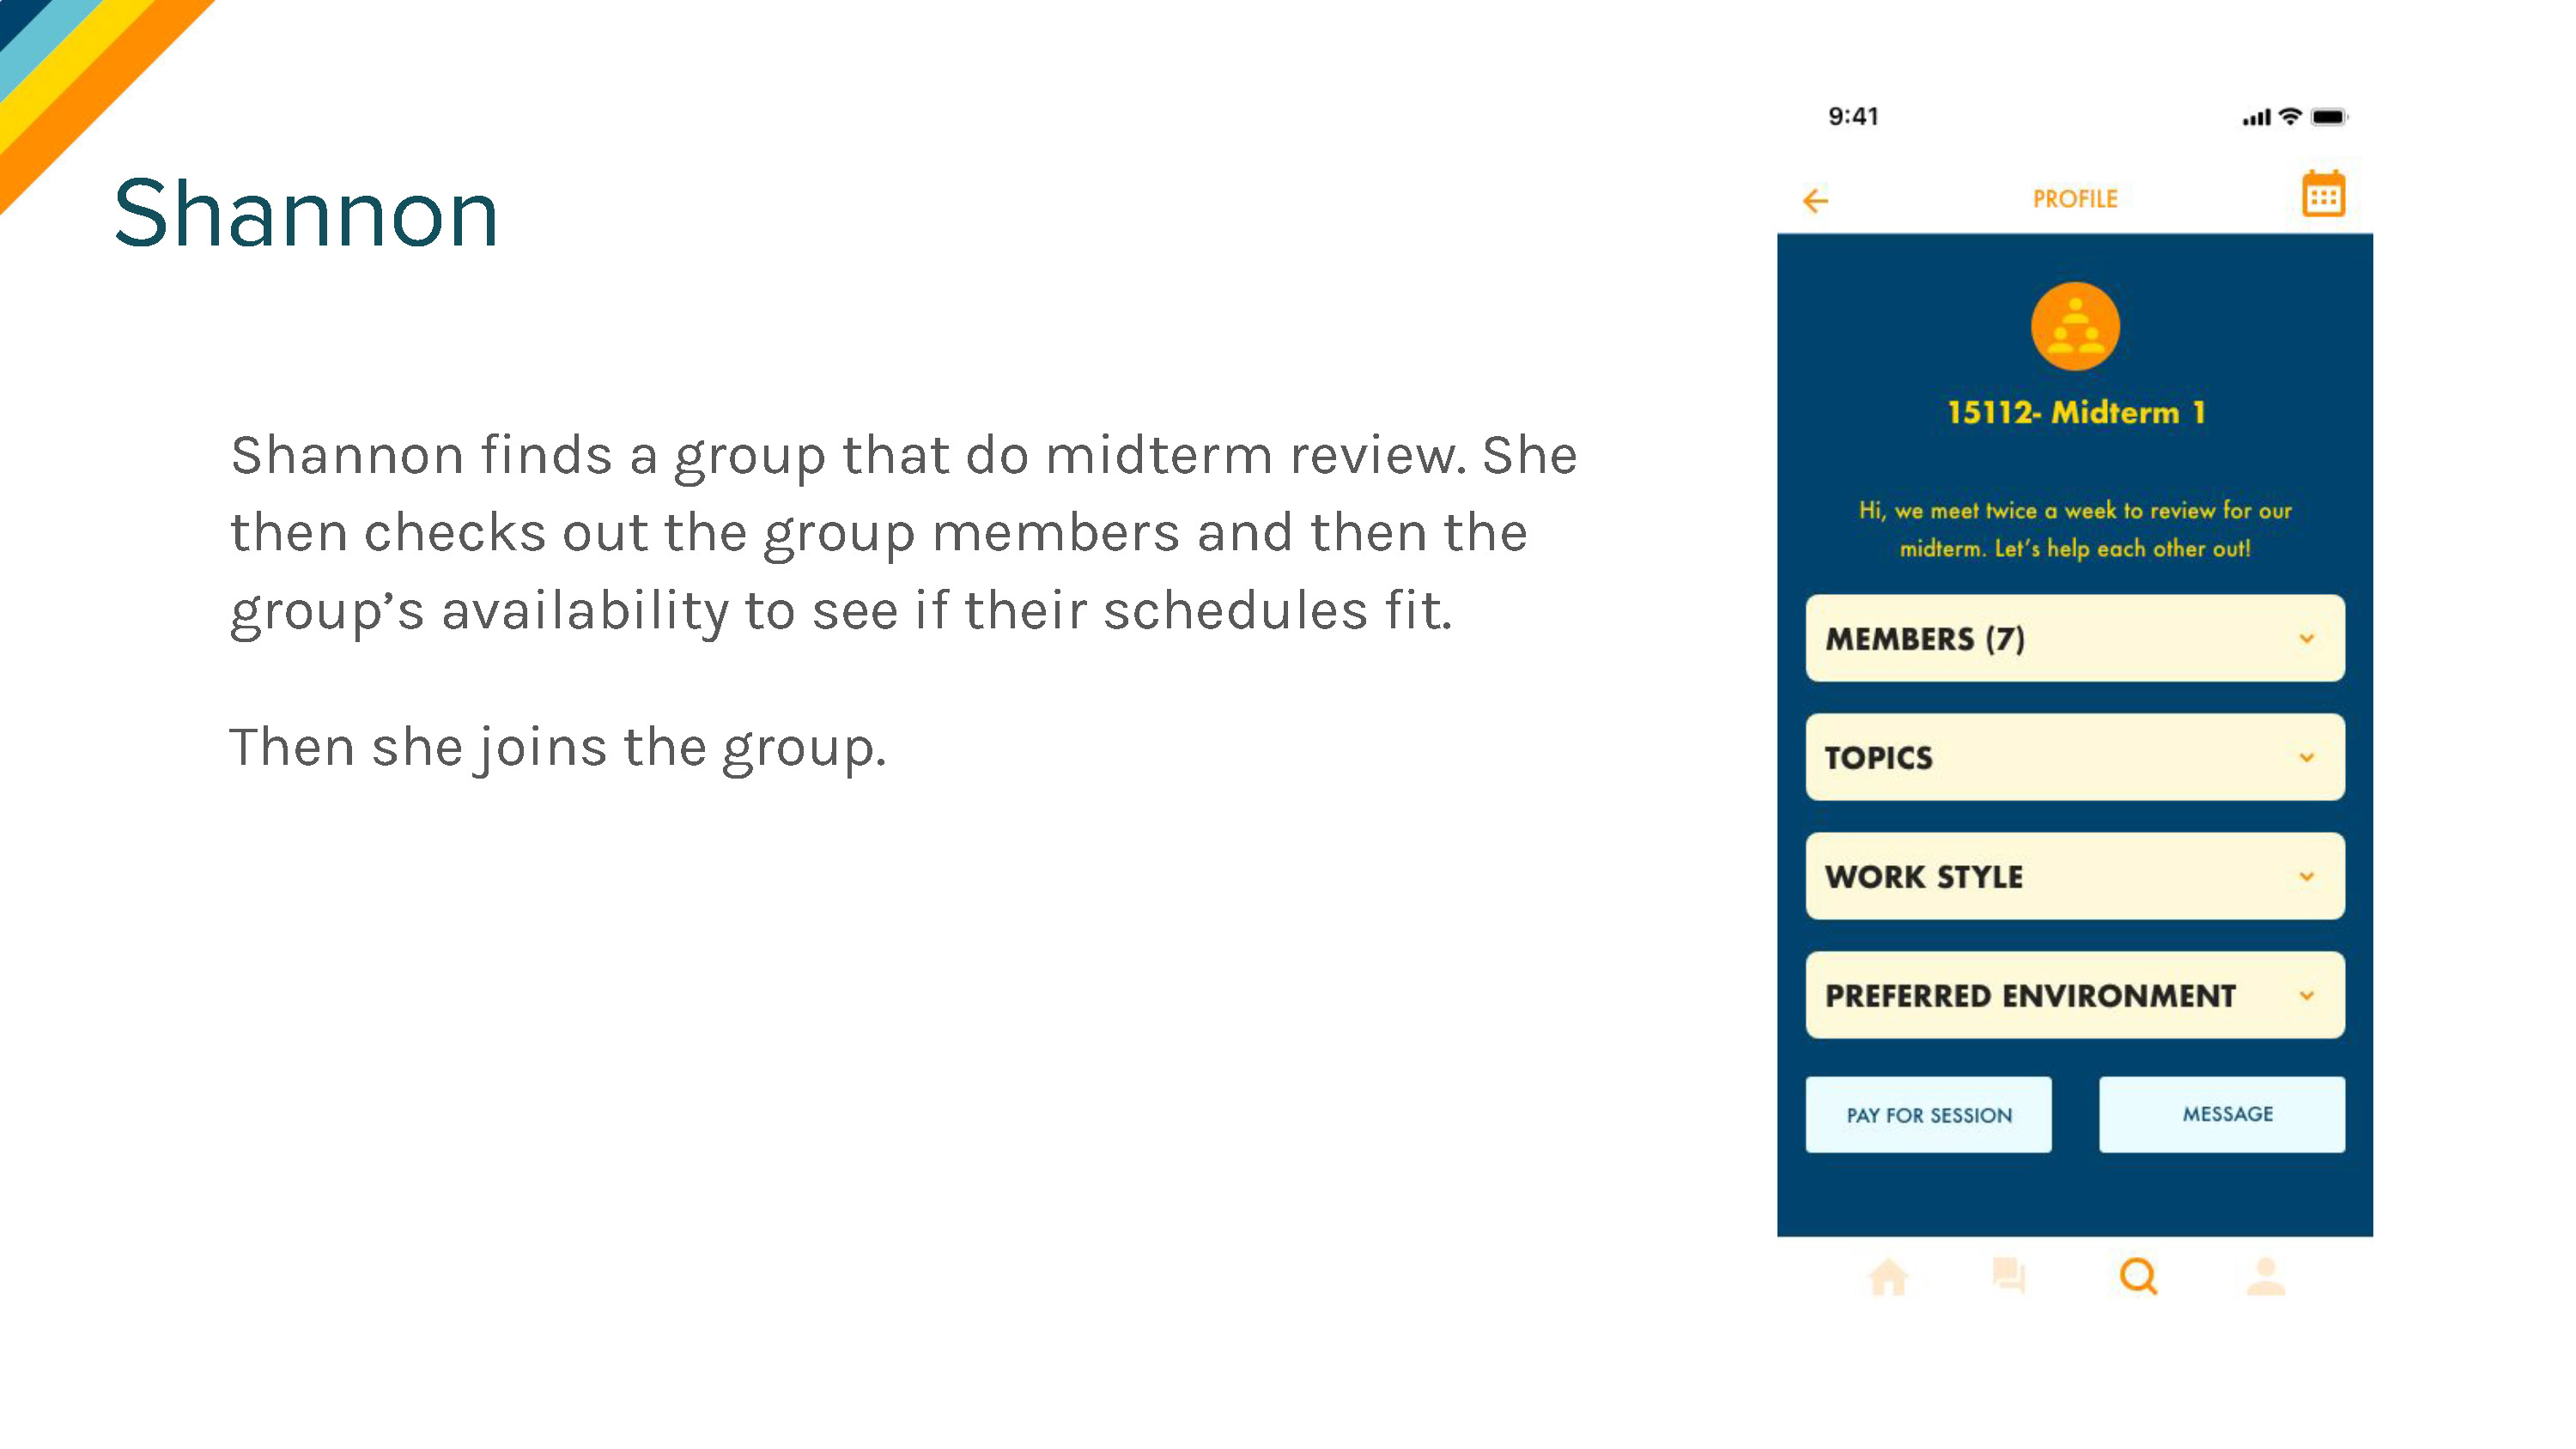 Shannon
Shannon finds a group that do midterm review. She
then checks out the group members and then the
group’s availability to see if their schedules fit.
Then she joins the group.
9:41
PROFILE
15112- Midterm 1
Hi, we meet twice a week to review for our
midterm. Let’s help each other out!
MEMBERS (7)
TOPICS
WORK STYLE
PREFERRED ENVIRONMENT
PAY FOR SESSION
MESSAGE